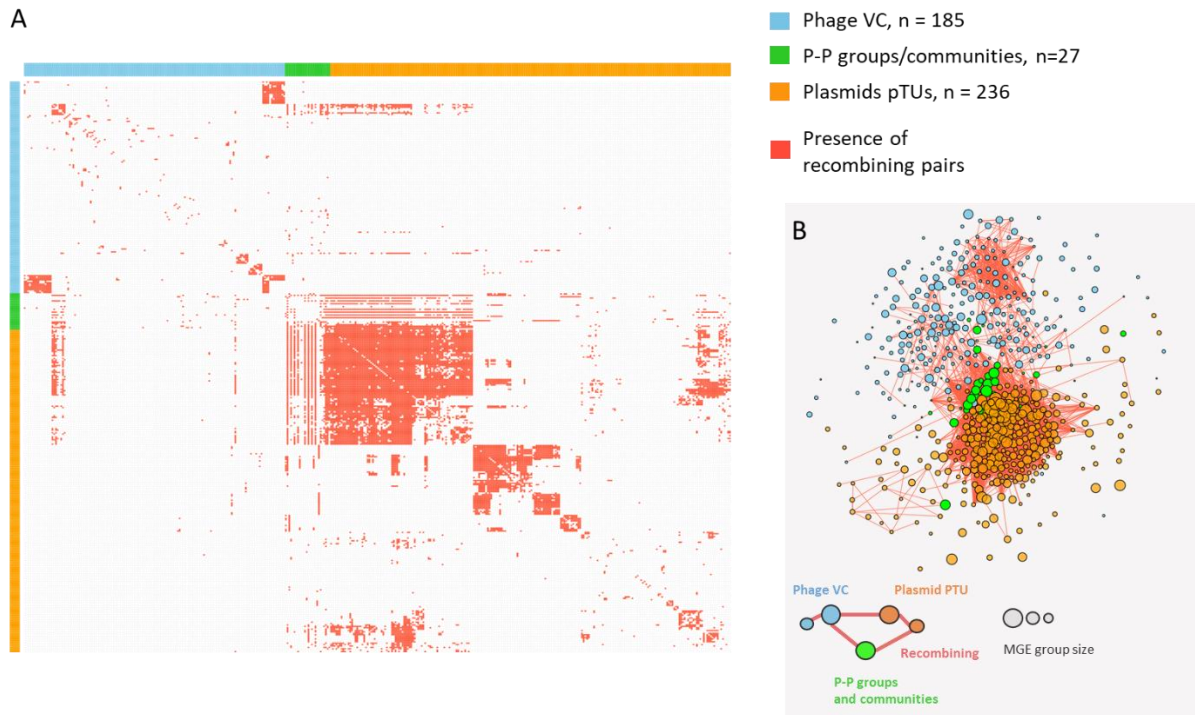 A
Phage VC, n = 185
P-P groups/communities, n=27
Plasmids pTUs, n = 236
Presence of
recombining pairs
B
Phage VC
Plasmid PTU
Recombining
MGE group size
P-P groups
and communities